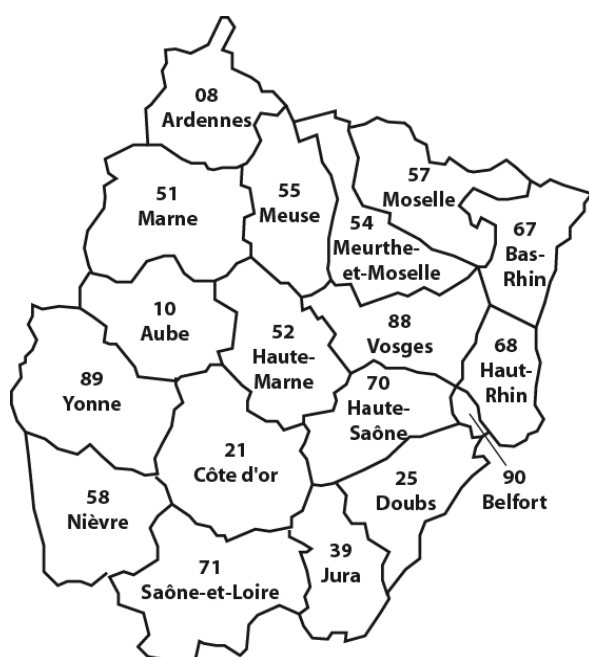 08
Ardennes
57
Moselle
51
Marne
55
Meuse
54
Meurthe-
et-Moselle
67
Bas-
Rhin
10
Aube
52
Haute-
Marne
88
Vosges
68
Haut-
Rhin
89
Yonne
70
Haute-
Saône
21
Côte d'or
25
Doubs
90
Belfort
58
Nièvre
39
Jura
71
Saône-et-Loire